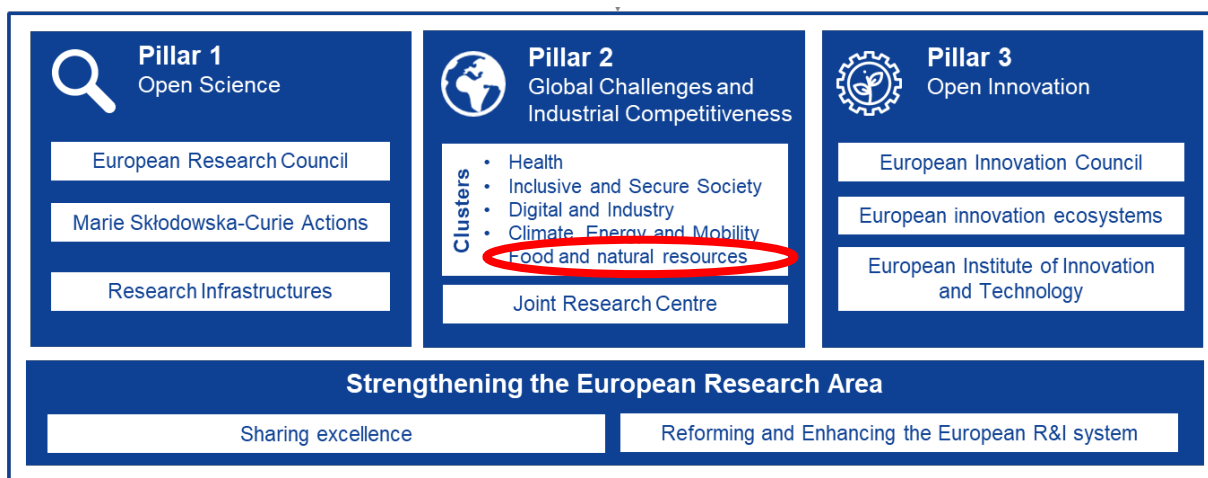 Pillar 1
Open Science
European Research Council
Marie Skłodowska-Curie Actions
Research Infrastructures
Pillar 2
Global Challenges and
Industrial Competitiveness
Clusters
• Health
• Inclusive and Secure Society
• Digital and Industry
• Climate, Energy and Mobility
Food and natural resources
Joint Research Centre
Pillar 3
Open Innovation
European Innovation Council
European innovation ecosystems
European Institute of Innovation
and Technology
Strengthening the European Research Area
Sharing excellence
Reforming and Enhancing the European R&I system